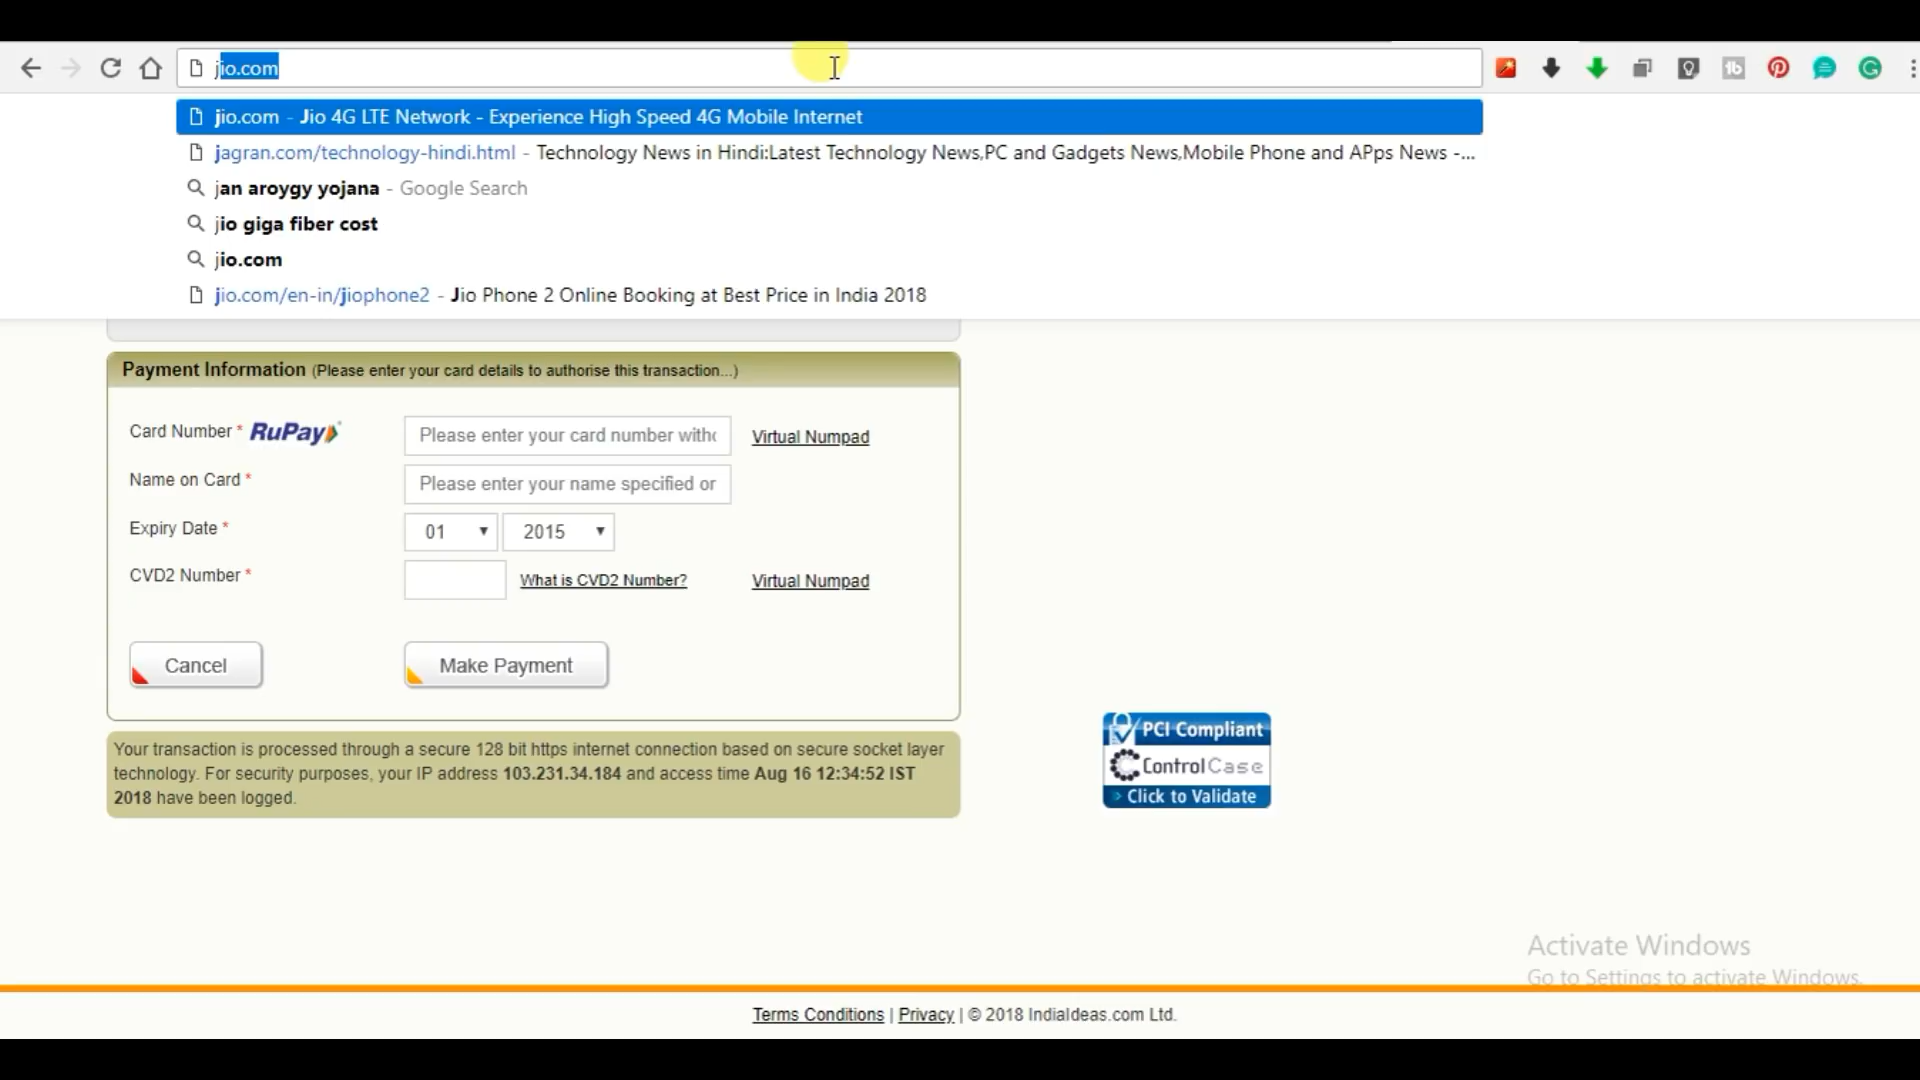 jio.com
jio.com - Jio 4G LTE Network - Experience High Speed 4G Mobile Internet
jagran.com/technology-hindi.html - Technology News in Hindi:Latest Technology News,PC and Gadgets News,Mobile Phone and APps News -...
jan aroygy yojana - Google Search
jio giga fiber cost
jio.com
jio.com/en-in/jiophone2 - Jio Phone 2 Online Booking at Best Price in India 2018
Payment Information (Please enter your card details to authorise this transaction...)
Card Number * RuPay Please enter your card number witho Virtual Numpad
Name on Card * Please enter your name specified or
Expiry Date * 01 2015
CVD2 Number * What is CVD2 Number? Virtual Numpad
Cancel Make Payment
PCI Compliant
ControlCase
Click to Validate
Your transaction is processed through a secure 128 bit https internet connection based on secure socket layer
technology. For security purposes, your IP address 103.231.34.184 and access time Aug 16 12:34:52 IST
2018 have been logged.
Activate Windows
Go to Settings to activate Windows.
Terms Conditions | Privacy | © 2018 IndiaIdeas.com Ltd.